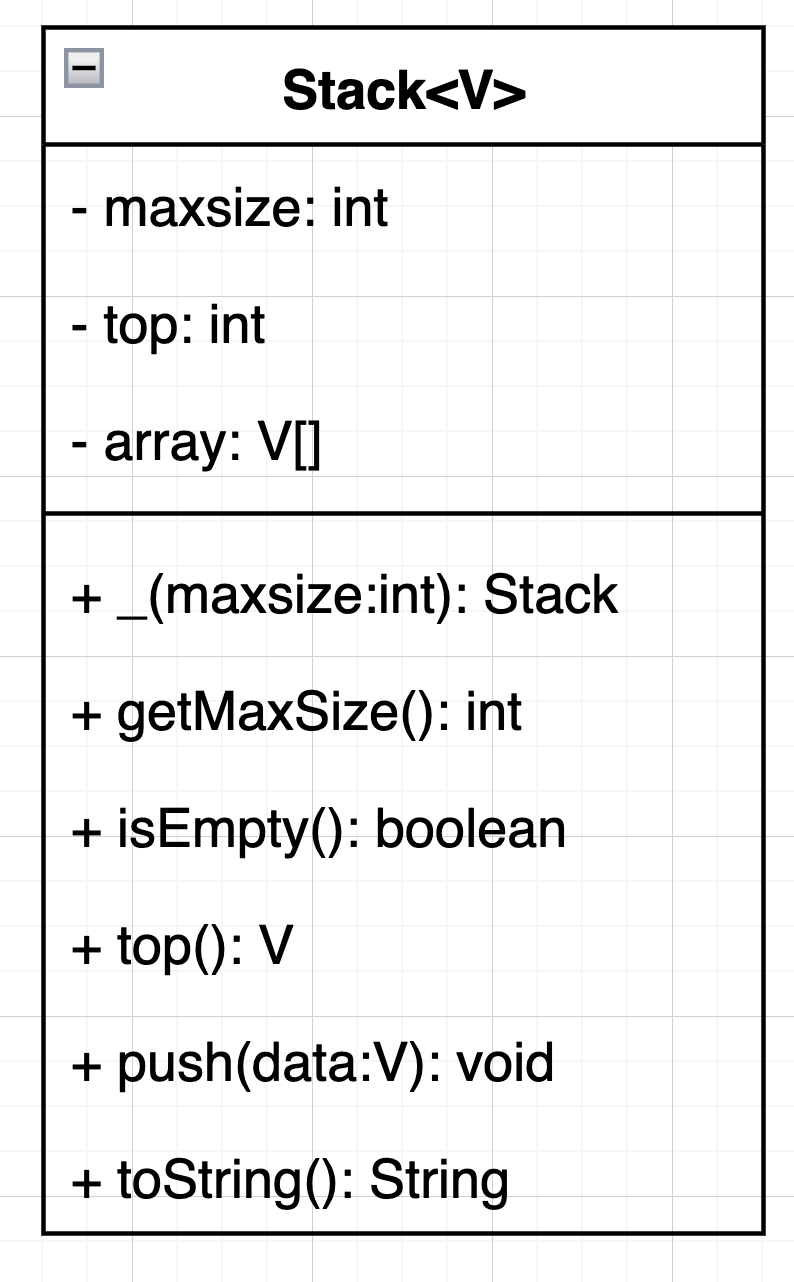 Stack<V>
- maxsize: int
- top: int
- array: V[]
+ _(maxsize:int): Stack
+ getMaxSize(): int
+ isEmpty(): boolean
+ top(): V
+ push(data:V): void
+ toString(): String